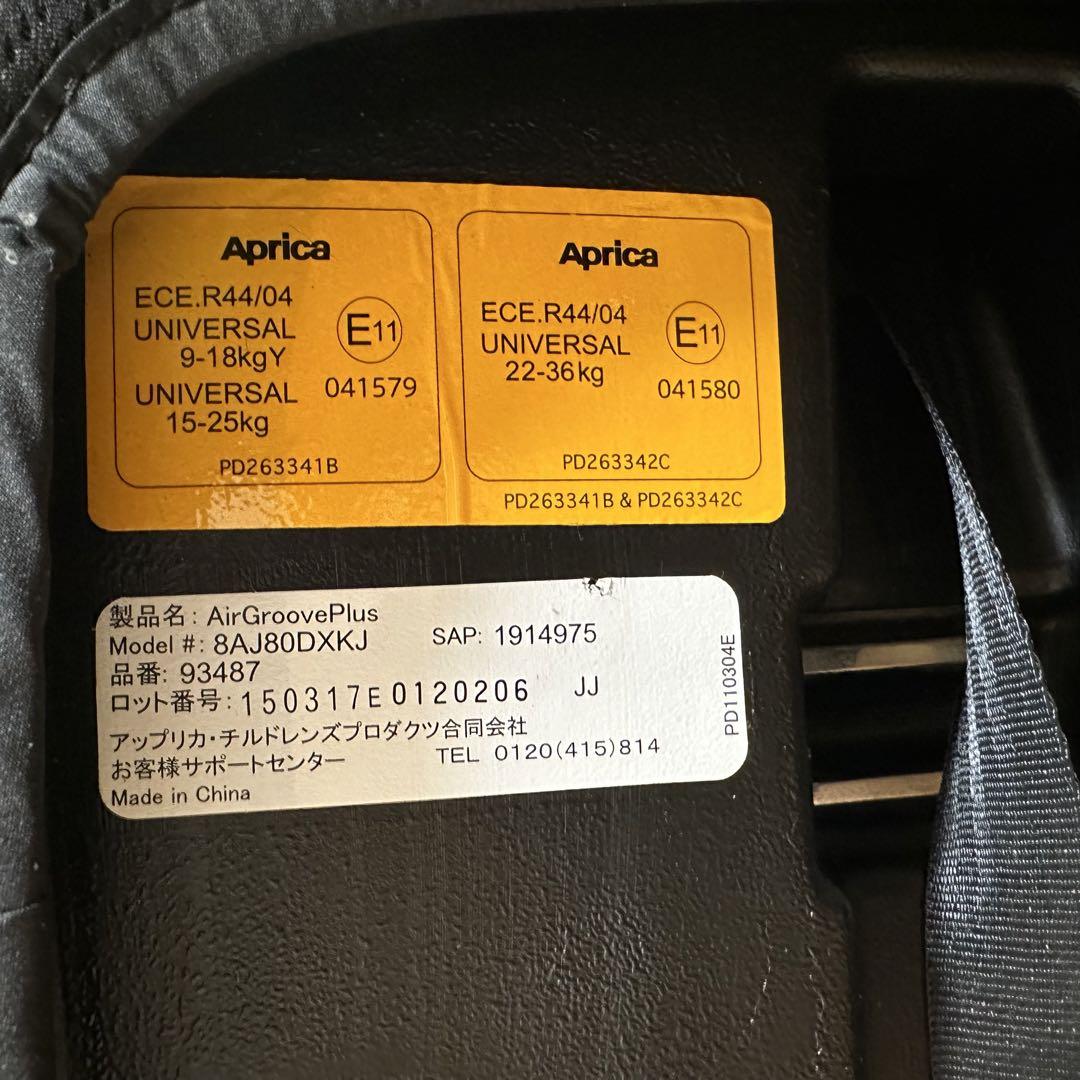 Aprica
ECE.R44/04
UNIVERSAL
9-18kgY
UNIVERSAL
15-25kg
E11
041579
PD263341B
Aprica
ECE.R44/04
UNIVERSAL
22-36kg
E11
041580
PD263342C
PD263341B & PD263342C
製品名: AirGroovePlus
Model #: 8AJ80DXKJ SAP: 1914975
品番: 93487
ロット番号: 150317E0120206 JJ
アップリカ・チルドレンズプロダクツ合同会社
お客様サポートセンター TEL 0120(415)814
Made in China
PD110304E